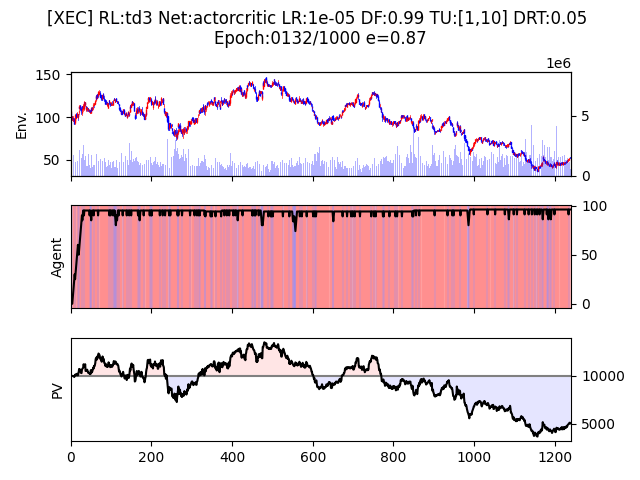 [XEC] RL:td3 Net:actorcritic LR:1e-05 DF:0.99 TU:[1,10] DRT:0.05
Epoch:0132/1000 e=0.87
1e6
150
100
50
Env.
5
0
Agent
100
50
0
PV
10000
5000
0 200 400 600 800 1000 1200